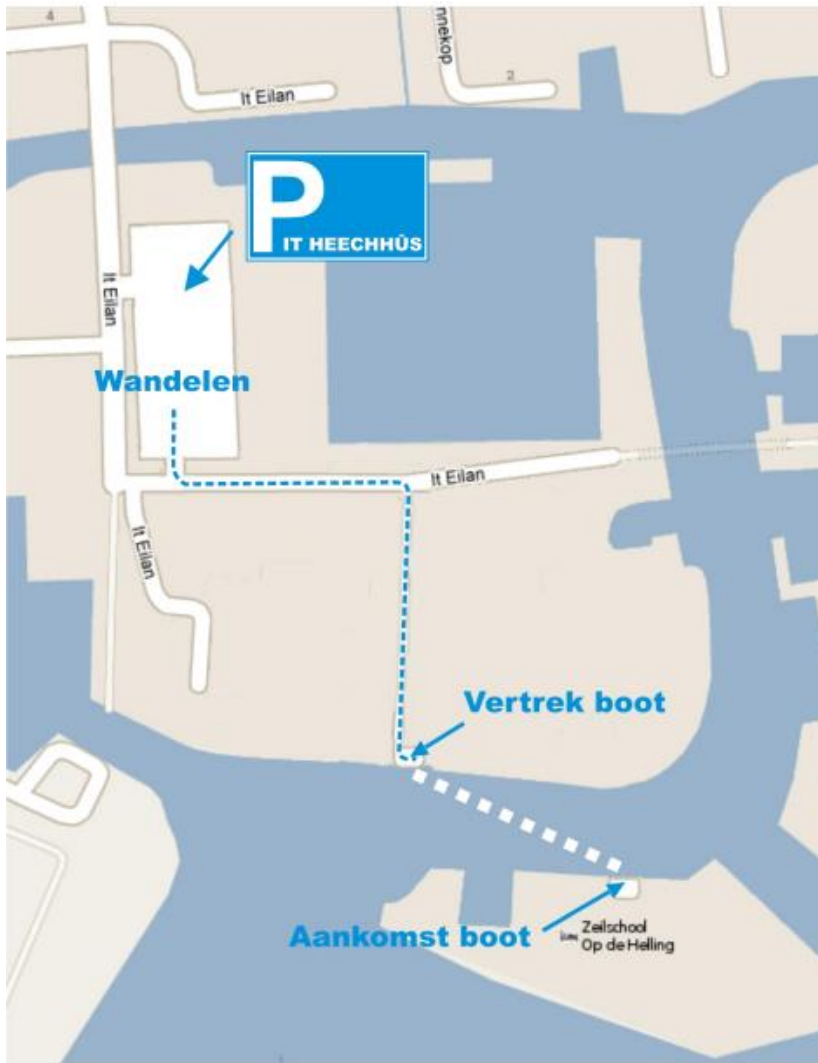 4
nnekop
2
It Eilan
P
IT HEECHHÛS
It Eilan
Wandelen
It Eilan
It Eilan
Vertrek boot
Aankomst boot
Zeilschool
Op de Helling